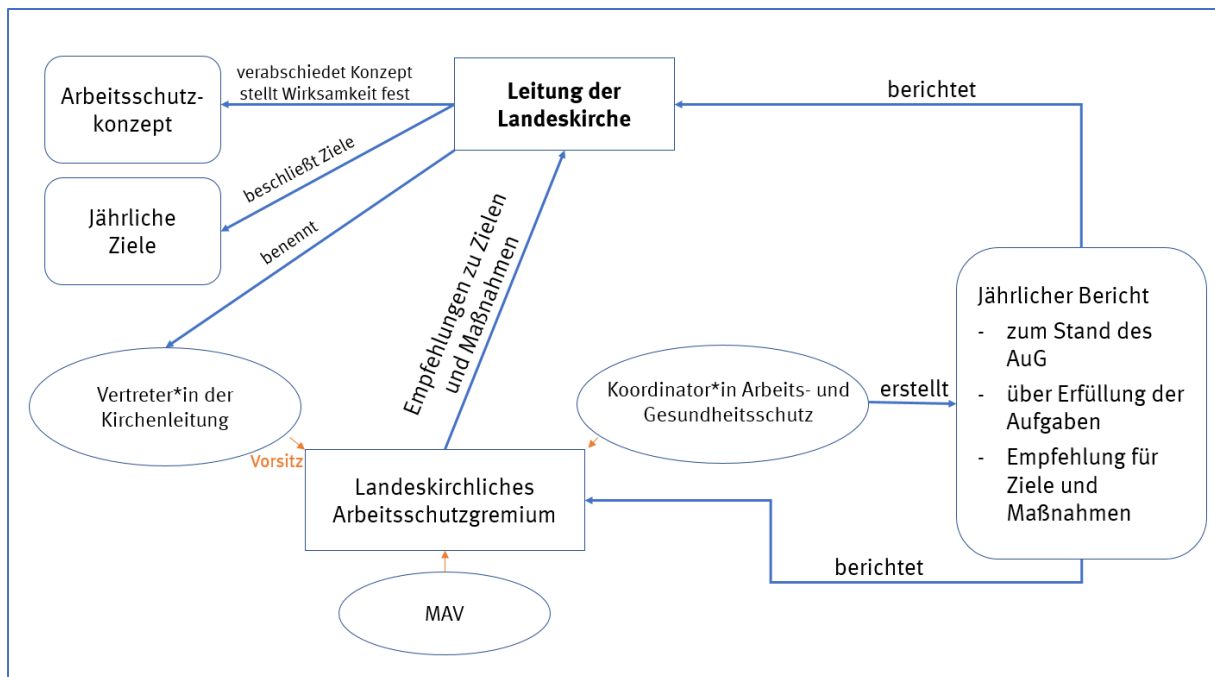 Arbeitsschutz-
konzept
verabschiedet Konzept
stellt Wirksamkeit fest
Leitung der
Landeskirche
berichtet
beschließt Ziele
Jährliche
Ziele
benennt
Empfehlungen zu Zielen
und Maßnahmen
Vertreter*in der
Kirchenleitung
Vorsitz
Koordinator*in Arbeits- und
Gesundheitsschutz
erstellt
Jährlicher Bericht
- zum Stand des
AuG
- über Erfüllung der
Aufgaben
- Empfehlung für
Ziele und
Maßnahmen
Landeskirchliches
Arbeitsschutzgremium
berichtet
MAV